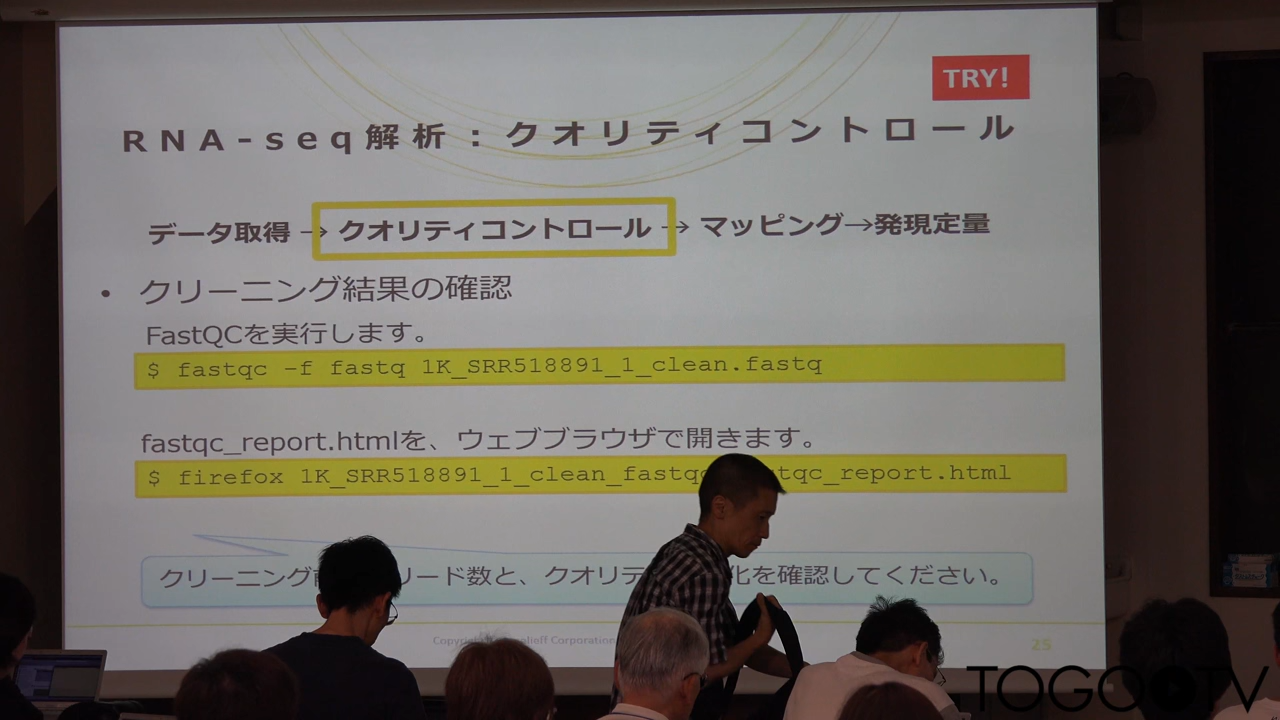 TRY!
RNA-seq解析：クオリティコントロール
データ取得→クオリティコントロール→マッピング→発現定量
• クリーニング結果の確認
FastQCを実行します。
$ fastqc -f fastq 1K_SRR518891_1_clean.fastq
fastqc_report.htmlを、ウェブブラウザで開きます。
$ firefox 1K_SRR518891_1_clean_fastqc tqc_report.html
クリーニング リード数と、クオリテ 化を確認してください。
Corporation
25
TOGOTV